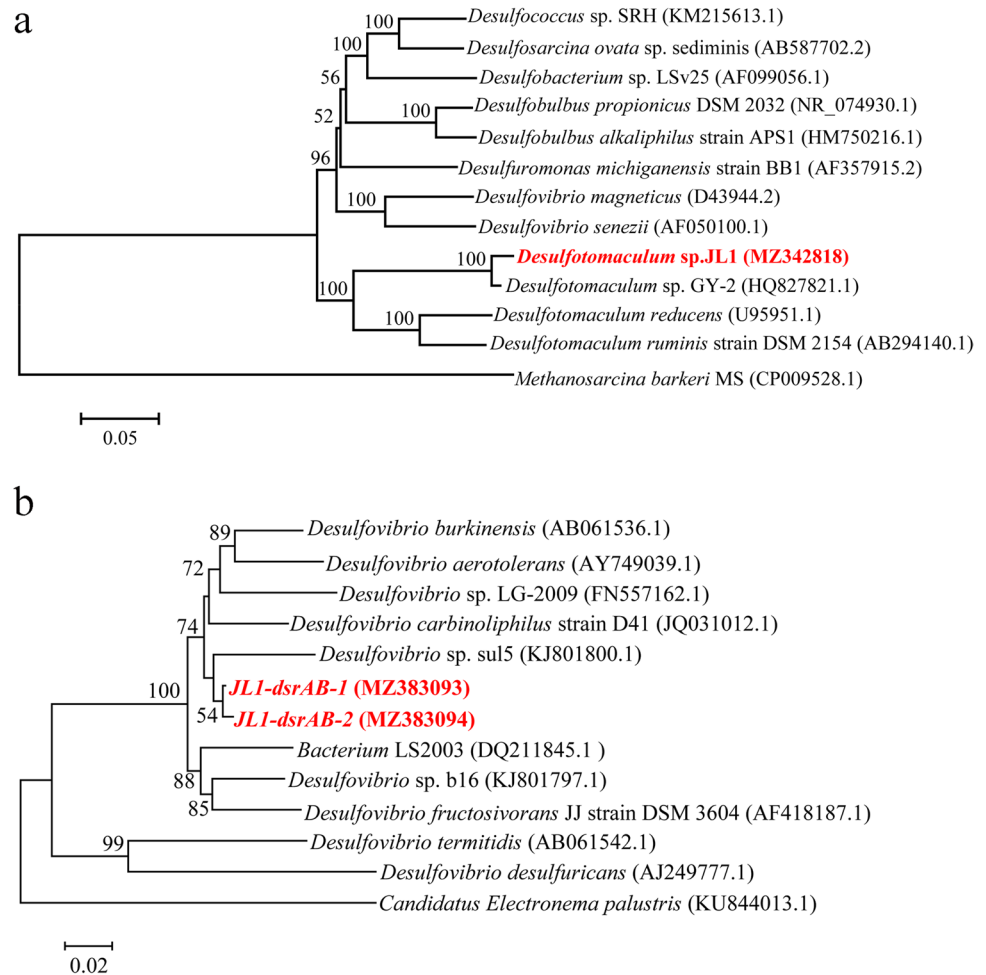 a
100
Desulfococcus sp. SRH (KM215613.1)
100
Desulfosarcina ovata sp. sediminis (AB587702.2)
56
Desulfobacterium sp. LSv25 (AF099056.1)
100
Desulfobulbus propionicus DSM 2032 (NR_074930.1)
52
Desulfobulbus alkaliphilus strain APS1 (HM750216.1)
96
Desulfuromonas michiganensis strain BB1 (AF357915.2)
100
Desulfovibrio magneticus (D43944.2)
Desulfovibrio senezii (AF050100.1)
100
Desulfotomaculum sp.JL1 (MZ342818)
Desulfotomaculum sp. GY-2 (HQ827821.1)
100
100
Desulfotomaculum reducens (U95951.1)
Desulfotomaculum ruminis strain DSM 2154 (AB294140.1)
Methanosarcina barkeri MS (CP009528.1)
0.05
b
89
Desulfovibrio burkinensis (AB061536.1)
72
Desulfovibrio aerotolerans (AY749039.1)
Desulfovibrio sp. LG-2009 (FN557162.1)
74
Desulfovibrio carbinoliphilus strain D41 (JQ031012.1)
Desulfovibrio sp. sul5 (KJ801800.1)
100
JL1-dsrAB-1 (MZ383093)
54
JL1-dsrAB-2 (MZ383094)
Bacterium LS2003 (DQ211845.1 )
88
Desulfovibrio sp. b16 (KJ801797.1)
85
Desulfovibrio fructosivorans JJ strain DSM 3604 (AF418187.1)
99
Desulfovibrio termitidis (AB061542.1)
Desulfovibrio desulfuricans (AJ249777.1)
Candidatus Electronema palustris (KU844013.1)
0.02